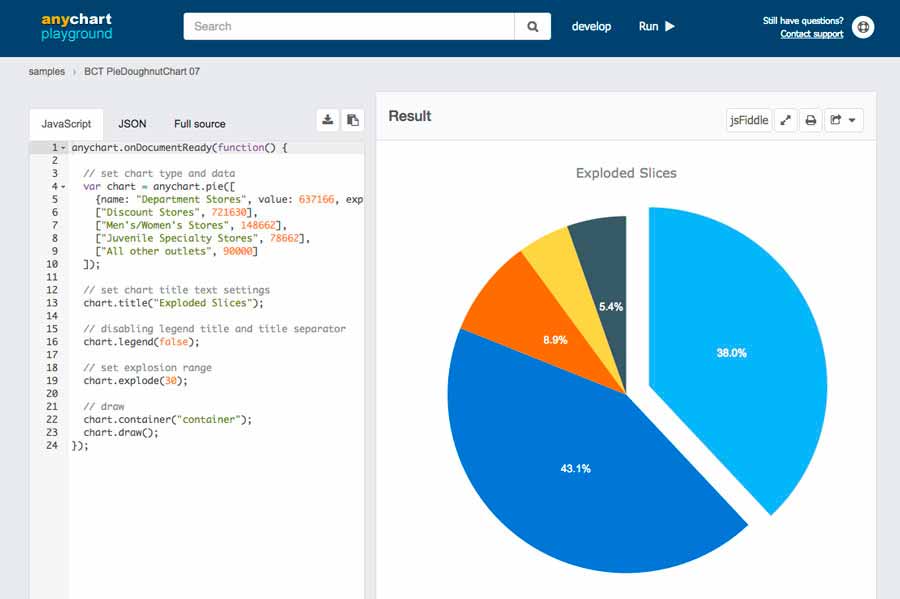 anychart
playground
Search
develop
Run
Still have questions?
Contact support
samples › BCT PieDoughnutChart 07
JavaScript
JSON
Full source
1 anychart.onDocumentReady(function() {
2
3 // set chart type and data
4 var chart = anychart.pie([
5 {name: "Department Stores", value: 637166, exp
6 ["Discount Stores", 721630],
7 ["Men's/Women's Stores", 148662],
8 ["Juvenile Specialty Stores", 78662],
9 ["All other outlets", 90000]
10 ]);
11
12 // set chart title text settings
13 chart.title("Exploded Slices");
14
15 // disabling legend title and title separator
16 chart.legend(false);
17
18 // set explosion range
19 chart.explode(30);
20
21 // draw
22 chart.container("container");
23 chart.draw();
24 });
Result
jsFiddle
Exploded Slices
5.4%
8.9%
38.0%
43.1%